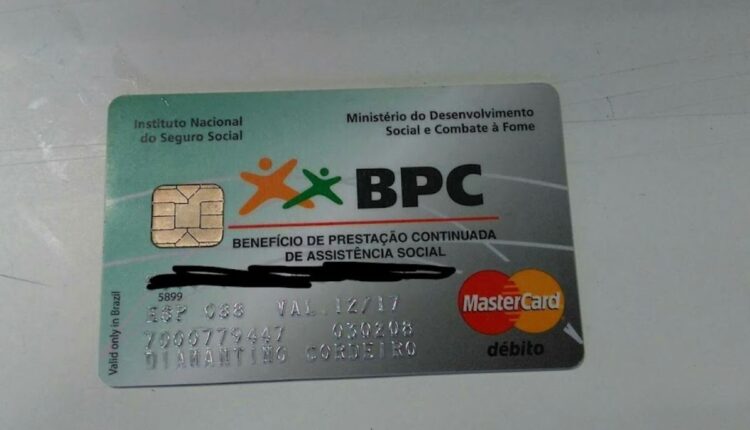 Instituto Nacional
do Seguro Social
Ministério do Desenvolvimento
Social e Combate à Fome
BPC
BENEFÍCIO DE PRESTAÇÃO CONTINUADA
DE ASSISTÊNCIA SOCIAL
5899
ESP 088 VAL 12/17
7000779447 030208
DIAMANTINO CORDEIRO
MasterCard
débito
Valid only in Brazil